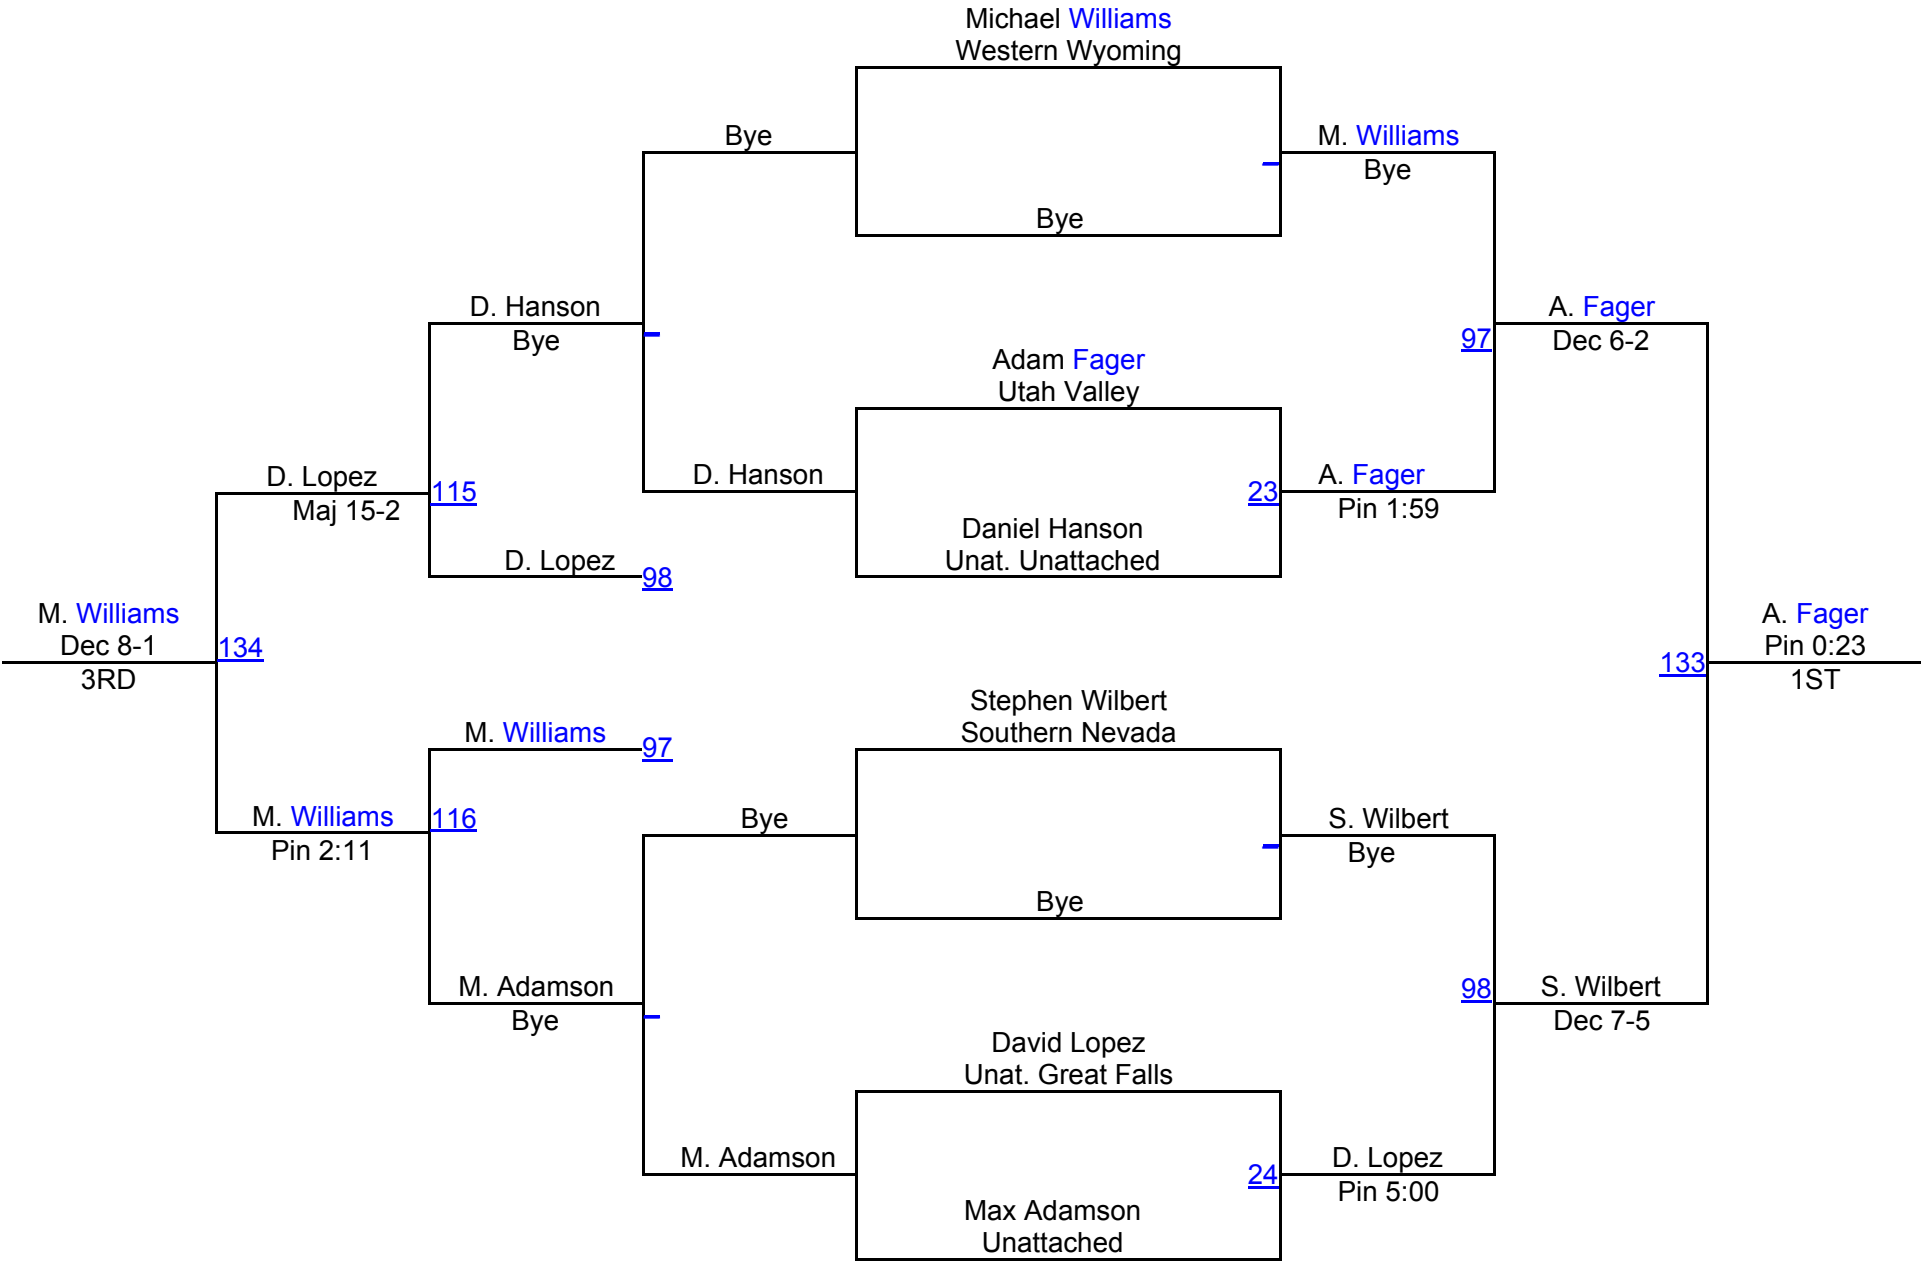 Michael Williams
Western Wyoming
Bye
M. Williams
Bye
Bye
D. Hanson
Bye
A. Fager
Dec 6-2
97
Adam Fager
Utah Valley
D. Lopez
Maj 15-2
115
D. Hanson
23
A. Fager
Pin 1:59
Daniel Hanson
Unat. Unattached
D. Lopez
98
M. Williams
Dec 8-1
3RD
134
A. Fager
Pin 0:23
1ST
133
Stephen Wilbert
Southern Nevada
M. Williams
97
M. Williams
Pin 2:11
116
Bye
S. Wilbert
Bye
Bye
M. Adamson
Bye
98
S. Wilbert
Dec 7-5
David Lopez
Unat. Great Falls
M. Adamson
24
D. Lopez
Pin 5:00
Max Adamson
Unattached